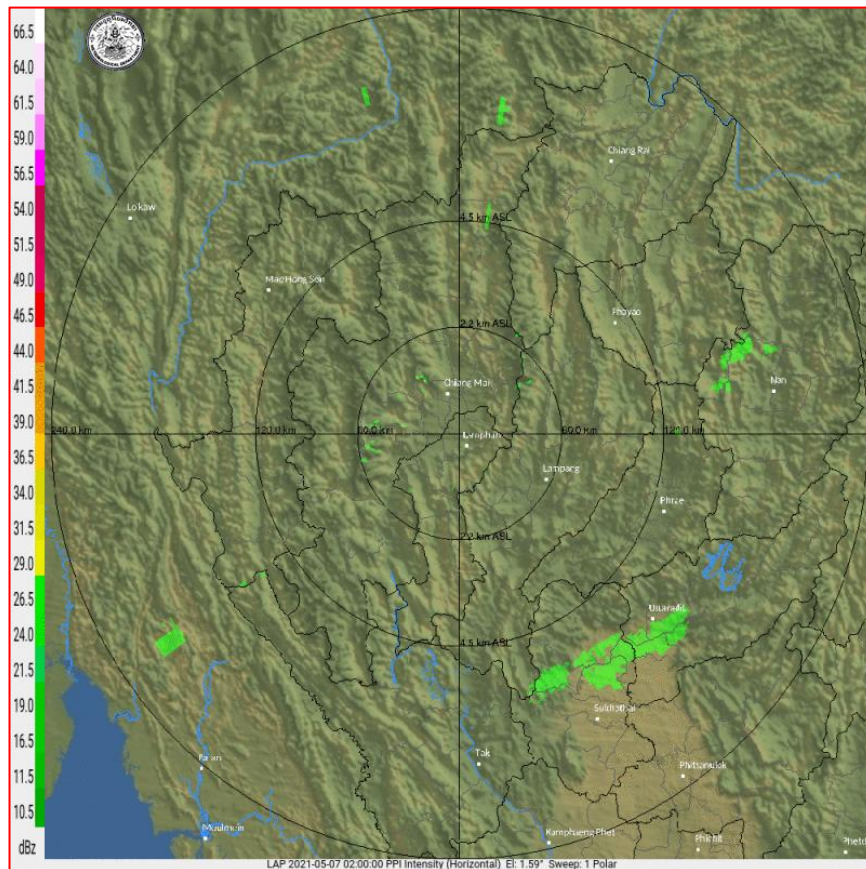 66.5
64.0
61.5
59.0
56.5
54.0
51.5
49.0
46.5
44.0
41.5
39.0
36.5
34.0
31.5
29.0
26.5
24.0
21.5
19.0
16.5
14.0
11.5
10.5
dBz
Chiang Rai
Loikaw
4.5 km ASL
Mae Hong Son
Phayao
2.2 km ASL
Chiang Mai
Nan
240.0 km
120.0 km
60.0 km
60.0 km
120.0 km
Lamphun
Lampang
Phrae
2.2 km ASL
4.5 km ASL
Sukhothai
Tak
Pa'an
Phitsanulok
Moulmein
Kamphaeng Phet
Phichit
LAP 2021-05-07 02:00:00 PPI Intensity (Horizontal) El: 1.59° Sweep: 1 Polar